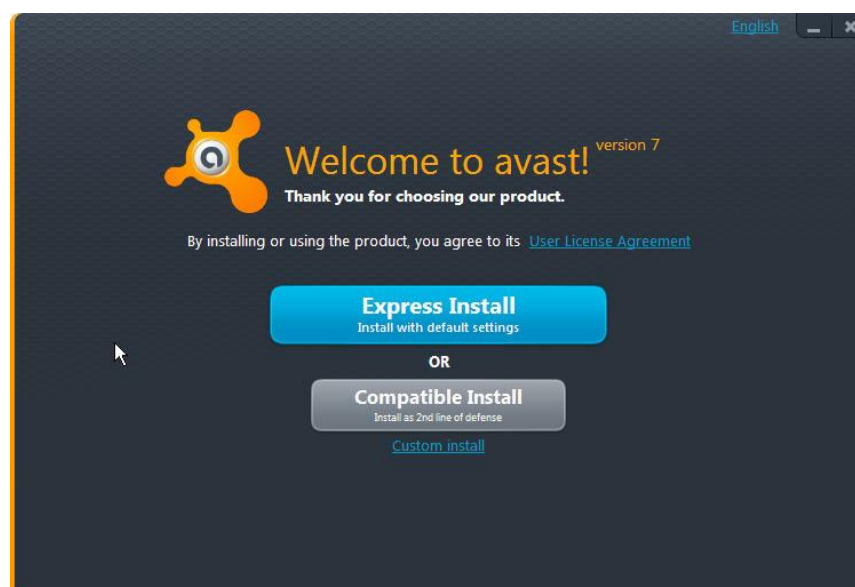 English
Welcome to avast! version 7
Thank you for choosing our product.
By installing or using the product, you agree to its User License Agreement
Express Install
Install with default settings
OR
Compatible Install
Install as 2nd line of defense
Custom install